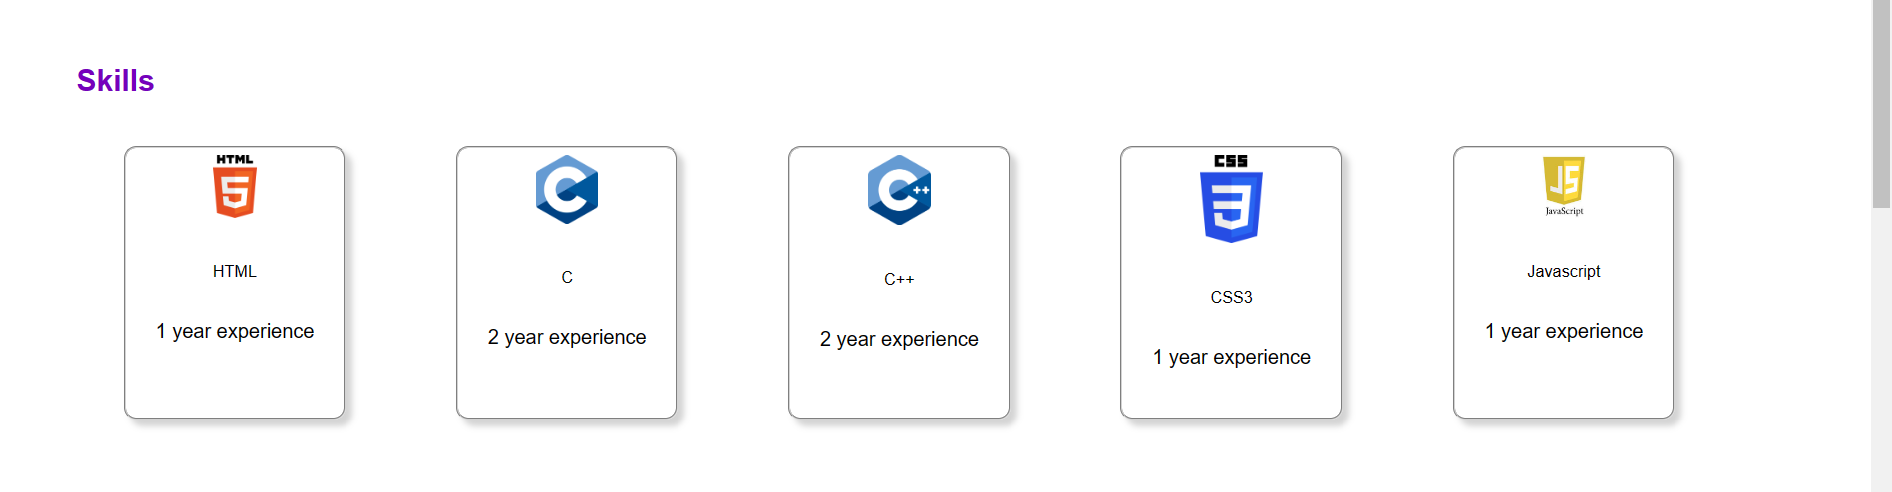 Skills
HTML
5
HTML
1 year experience
C
C
2 year experience
C++
C++
2 year experience
CSS
3
CSS3
1 year experience
JS
JavaScript
Javascript
1 year experience